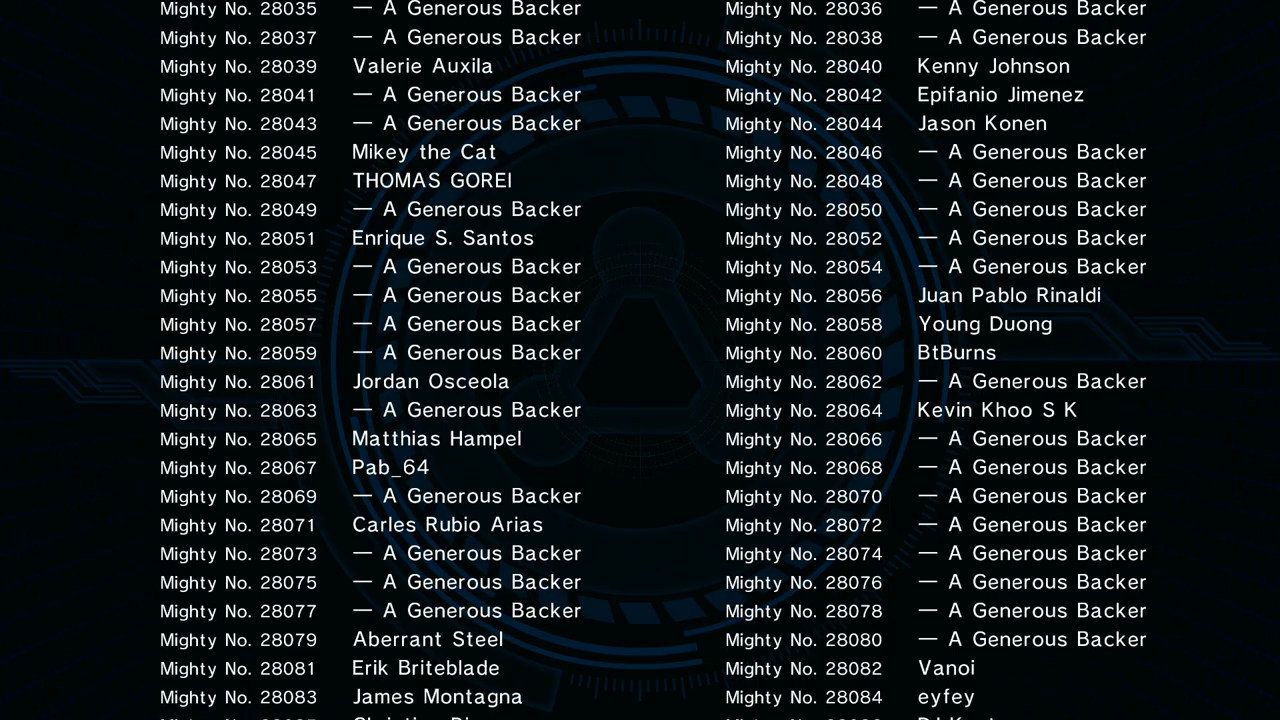 Mighty No. 28035 — A Generous Backer Mighty No. 28036 — A Generous Backer
Mighty No. 28037 — A Generous Backer Mighty No. 28038 — A Generous Backer
Mighty No. 28039 Valerie Auxila Mighty No. 28040 Kenny Johnson
Mighty No. 28041 — A Generous Backer Mighty No. 28042 Epifanio Jimenez
Mighty No. 28043 — A Generous Backer Mighty No. 28044 Jason Konen
Mighty No. 28045 Mikey the Cat Mighty No. 28046 — A Generous Backer
Mighty No. 28047 THOMAS GOREI Mighty No. 28048 — A Generous Backer
Mighty No. 28049 — A Generous Backer Mighty No. 28050 — A Generous Backer
Mighty No. 28051 Enrique S. Santos Mighty No. 28052 — A Generous Backer
Mighty No. 28053 — A Generous Backer Mighty No. 28054 — A Generous Backer
Mighty No. 28055 — A Generous Backer Mighty No. 28056 Juan Pablo Rinaldi
Mighty No. 28057 — A Generous Backer Mighty No. 28058 Young Duong
Mighty No. 28059 — A Generous Backer Mighty No. 28060 BtBurns
Mighty No. 28061 Jordan Osceola Mighty No. 28062 — A Generous Backer
Mighty No. 28063 — A Generous Backer Mighty No. 28064 Kevin Khoo S K
Mighty No. 28065 Matthias Hampel Mighty No. 28066 — A Generous Backer
Mighty No. 28067 Pab_64 Mighty No. 28068 — A Generous Backer
Mighty No. 28069 — A Generous Backer Mighty No. 28070 — A Generous Backer
Mighty No. 28071 Carles Rubio Arias Mighty No. 28072 — A Generous Backer
Mighty No. 28073 — A Generous Backer Mighty No. 28074 — A Generous Backer
Mighty No. 28075 — A Generous Backer Mighty No. 28076 — A Generous Backer
Mighty No. 28077 — A Generous Backer Mighty No. 28078 — A Generous Backer
Mighty No. 28079 Aberrant Steel Mighty No. 28080 — A Generous Backer
Mighty No. 28081 Erik Briteblade Mighty No. 28082 Vanoi
Mighty No. 28083 James Montagna Mighty No. 28084 eyfey